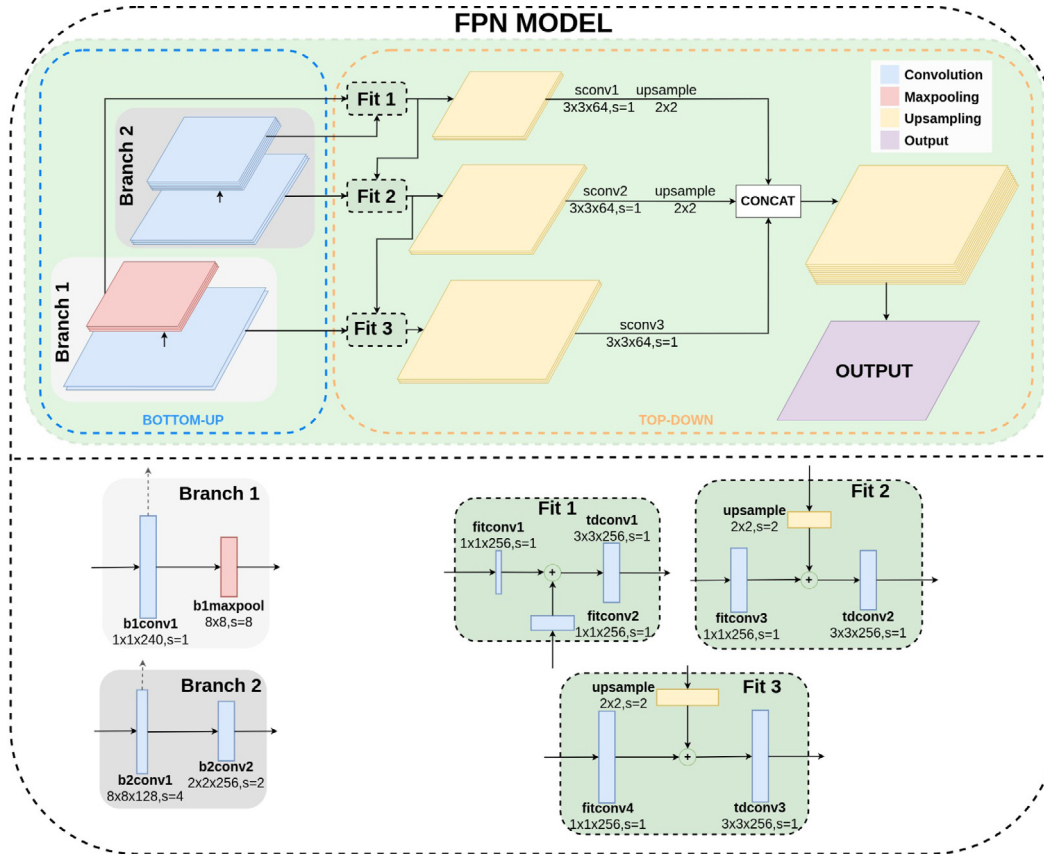 FPN MODEL
Convolution
Maxpooling
Upsampling
Output
Branch 2
Branch 1
Fit 1
Fit 2
Fit 3
sconv1 upsample
3x3x64,s=1 2x2
sconv2 upsample
3x3x64,s=1 2x2
sconv3
3x3x64,s=1
CONCAT
OUTPUT
BOTTOM-UP
TOP-DOWN
Branch 1
b1conv1
1x1x240,s=1
b1maxpool
8x8,s=8
Branch 2
b2conv1
8x8x128,s=4
b2conv2
2x2x256,s=2
Fit 1
fitconv1
1x1x256,s=1
tdconv1
3x3x256,s=1
fitconv2
1x1x256,s=1
Fit 2
upsample
2x2,s=2
fitconv3
1x1x256,s=1
tdconv2
3x3x256,s=1
Fit 3
upsample
2x2,s=2
fitconv4
1x1x256,s=1
tdconv3
3x3x256,s=1
+
+
+